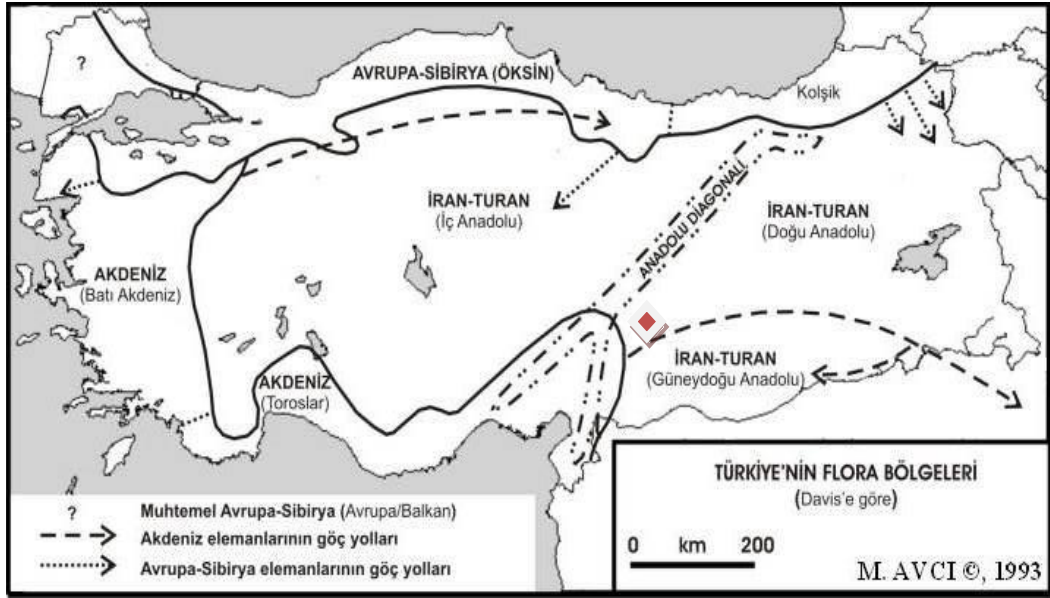 ?
AVRUPA-SİBİRYA (ÖKSİN)
Kolşik
ANADOLU DIAGONALİ
İRAN-TURAN
(İç Anadolu)
İRAN-TURAN
(Doğu Anadolu)
AKDENİZ
(Batı Akdeniz)
AKDENİZ
(Toroslar)
İRAN-TURAN
(Güneydoğu Anadolu)
? Muhtemel Avrupa-Sibirya (Avrupa/Balkan)
Akdeniz elemanlarının göç yolları
Avrupa-Sibirya elemanlarının göç yolları
TÜRKİYE'NİN FLORA BÖLGELERİ
(Davis'e göre)
0 km 200
M. AVCI ©, 1993